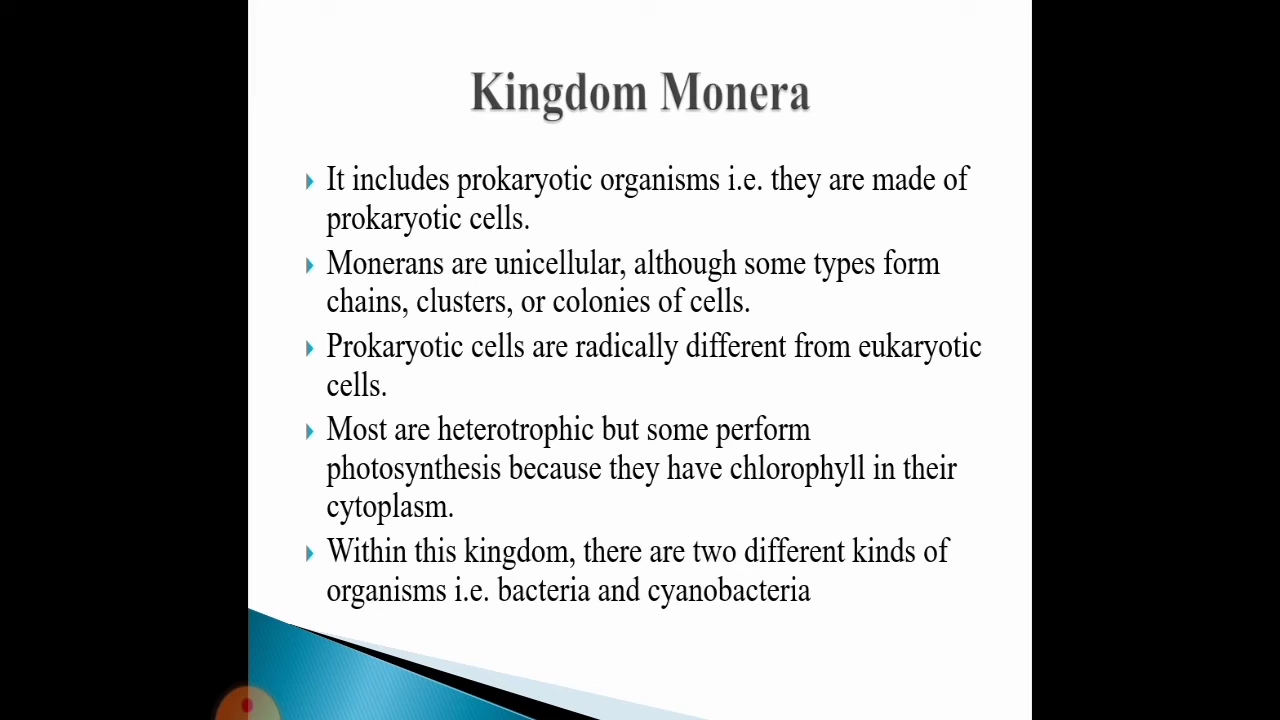 Kingdom Monera
It includes prokaryotic organisms i.e. they are made of
prokaryotic cells.
Monerans are unicellular, although some types form
chains, clusters, or colonies of cells.
Prokaryotic cells are radically different from eukaryotic
cells.
Most are heterotrophic but some perform
photosynthesis because they have chlorophyll in their
cytoplasm.
Within this kingdom, there are two different kinds of
organisms i.e. bacteria and cyanobacteria